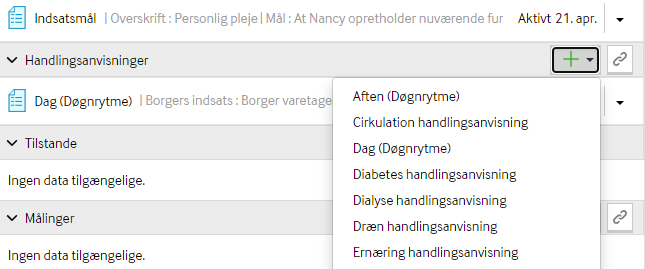 Indsatsmål | Overskrift : Personlig pleje | Mål : At Nancy opretholder nuværende fur Aktivt 21. apr.
Handlingsanvisninger
Dag (Døgnrytme) | Borgers indsats : Borger varetage
Aften (Døgnrytme)
Cirkulation handlingsanvisning
Dag (Døgnrytme)
Diabetes handlingsanvisning
Dialyse handlingsanvisning
Dræn handlingsanvisning
Ernæring handlingsanvisning
Tilstande
Ingen data tilgængelige.
Målinger
Ingen data tilgængelige.